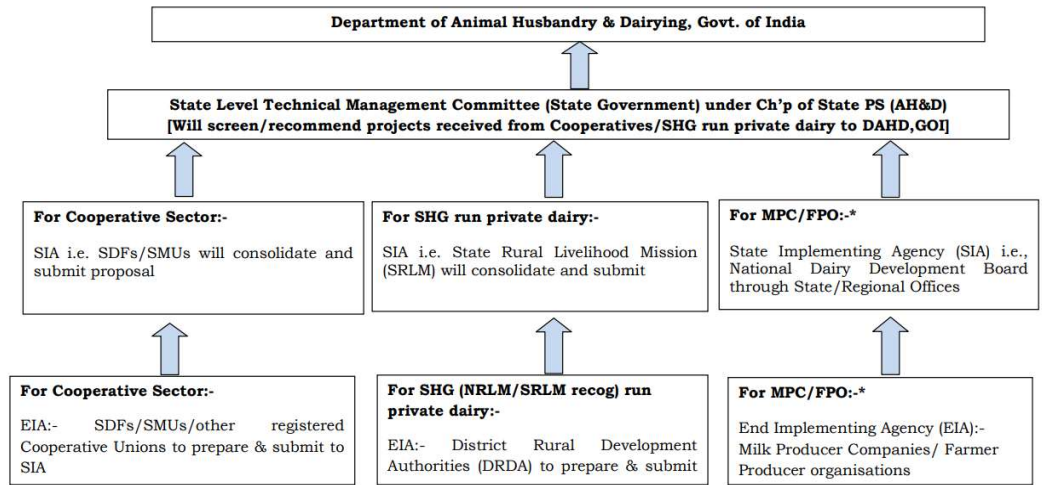 Department of Animal Husbandry & Dairying, Govt. of India
State Level Technical Management Committee (State Government) under Ch'p of State PS (AH&D)
[Will screen/recommend projects received from Cooperatives/SHG run private dairy to DAHD,GOI]
For Cooperative Sector:-
SIA i.e. SDFs/SMUs will consolidate and
submit proposal
For SHG run private dairy:-
SIA i.e. State Rural Livelihood Mission
(SRLM) will consolidate and submit
For MPC/FPO:-*
State Implementing Agency (SIA) i.e.,
National Dairy Development Board
through State/Regional Offices
For Cooperative Sector:-
EIA:- SDFs/SMUs/other registered
Cooperative Unions to prepare & submit to
SIA
For SHG (NRLM/SRLM recog) run
private dairy:-
EIA:- District Rural Development
Authorities (DRDA) to prepare & submit
For MPC/FPO:-*
End Implementing Agency (EIA):-
Milk Producer Companies/ Farmer
Producer organisations